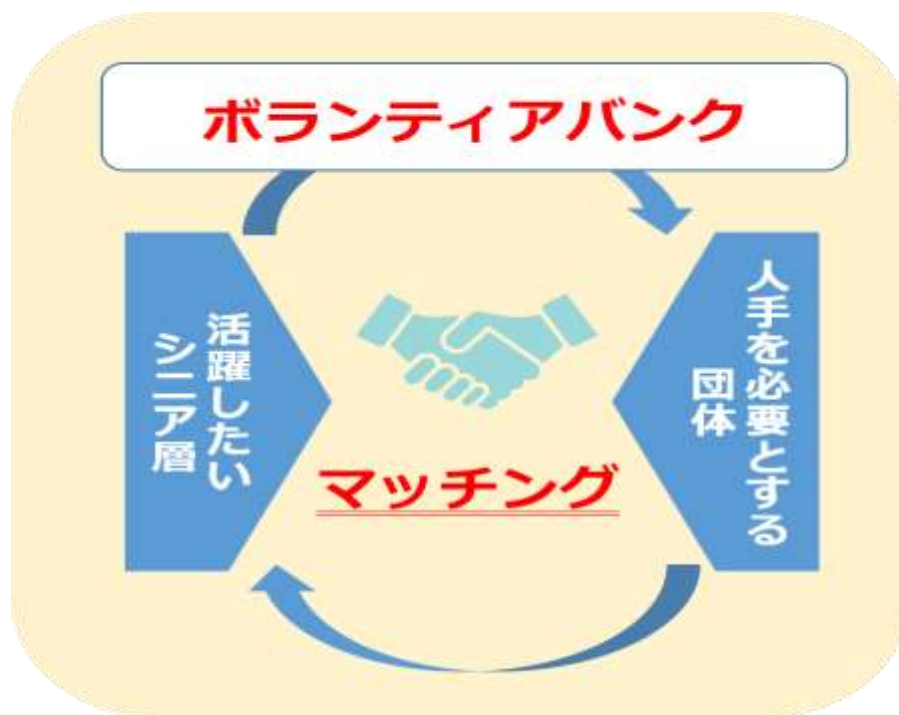 ボランティアバンク
活躍したい
シニア層
人手を必要とする
団体
マッチング